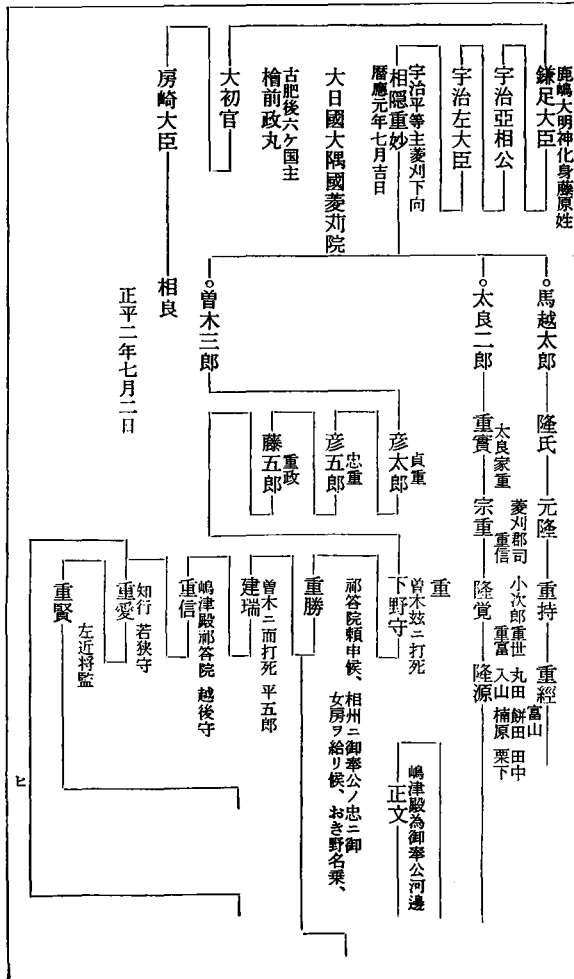 鹿嶋大明神化身藤原姓
鎌足大臣
宇治亞相公
宇治左大臣
宇治平等主菱刈下向
相隠重妙
暦應元年七月吉日
大日國大隅國菱苅院
古肥後六ケ国主
檜前政丸
大初官
房崎大臣
相良
正平二年七月二日
○馬越太郎
隆氏
元隆
重持
重經
富山
○太良二郎
重實
太良家重
宗重
菱刈郡司
重信
隆覚
小次郎重世
重富
隆源
丸田 餅田 田中
入山 楠原 栗下
○曽木三郎
貞重
彦太郎
忠重
彦五郎
重政
藤五郎
重
曽木玆ニ打死
下野守
祁答院頼申候、相州ニ御奉公ノ忠ニ御
女房ヲ給リ候、おき野名乗、
嶋津殿為御奉公河邊
正文
重勝
建瑞
曽木ニ而打死 平五郎
嶋津殿祁答院 越後守
重信
知行 若狭守
重愛
重賢
左近将監
ヒ